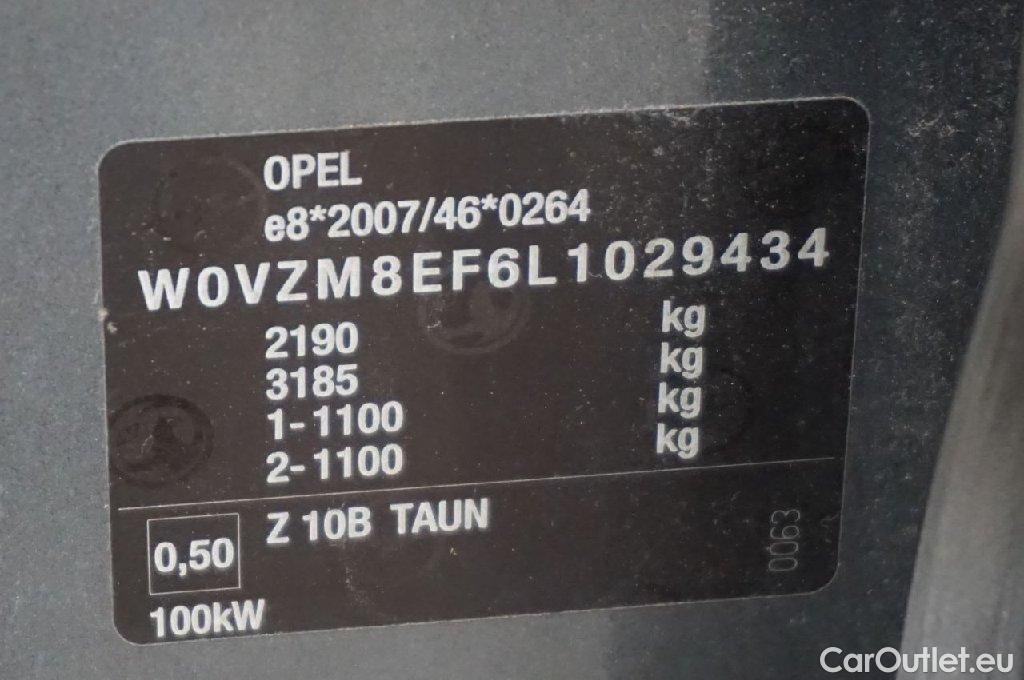 OPEL
e8*2007/46*0264
W0VZM8EF6L1029434
2190 kg
3185 kg
1-1100 kg
2-1100 kg
0,50 Z 10B TAUN
100kW
0063
CarOutlet.eu